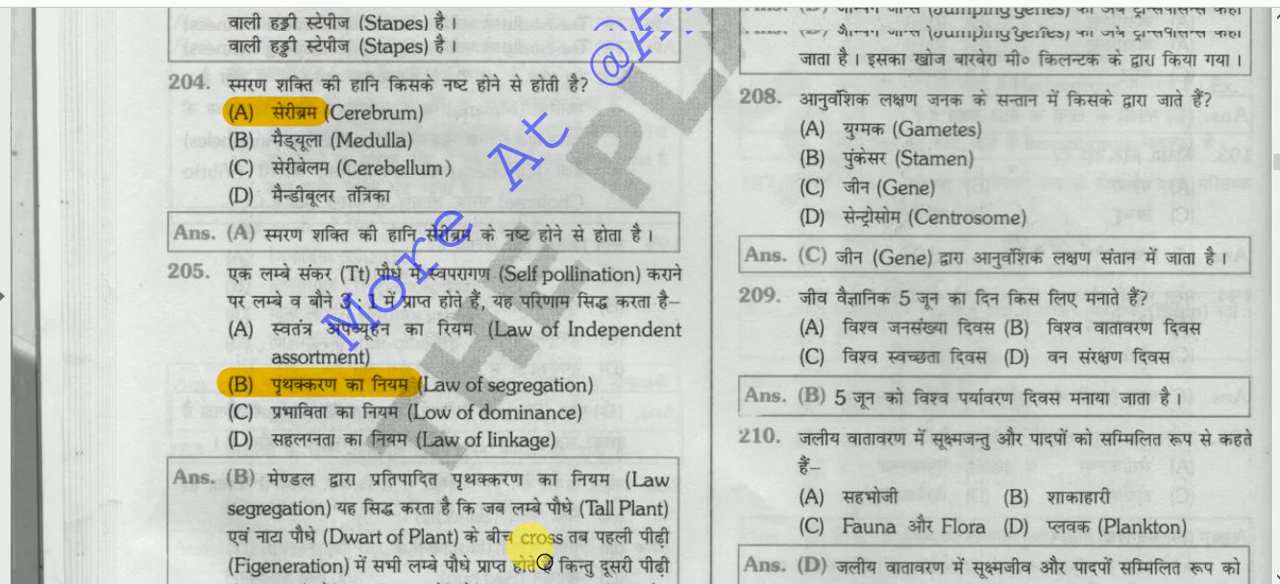 वाली हड्डी स्टेपीज (Stapes) है।
वाली हड्डी स्टेपीज (Stapes) है।
204. स्मरण शक्ति की हानि किसके नष्ट होने से होती है?
(A) सेरीब्रम (Cerebrum)
(B) मैड्यूला (Medulla)
(C) सेरीबेलम (Cerebellum)
(D) मैन्डीबूलर तंत्रिका
Ans. (A) स्मरण शक्ति की हानि सेरीब्रम के नष्ट होने से होता है।
205. एक लम्बे संकर (Tt) पौधे में स्वपरागण (Self pollination) कराने
पर लम्बे व बौने 3 : 1 में प्राप्त होते हैं, यह परिणाम सिद्ध करता है–
(A) स्वतंत्र अपव्यूहन का रियम (Law of Independent
assortment)
(B) पृथक्करण का नियम (Law of segregation)
(C) प्रभाविता का नियम (Low of dominance)
(D) सहलग्नता का नियम (Law of linkage)
Ans. (B) मेण्डल द्वारा प्रतिपादित पृथक्करण का नियम (Law
segregation) यह सिद्ध करता है कि जब लम्बे पौधे (Tall Plant)
एवं नाटा पौधे (Dwart of Plant) के बीच cross तब पहली पीढ़ी
(Figeneration) में सभी लम्बे पौधे प्राप्त होते है किन्तु दूसरी पीढ़ी
More At
THE PL
जाता है। इसका खोज बारबेरा मी० किलन्टक के द्वारा किया गया।
208. आनुवंशिक लक्षण जनक के सन्तान में किसके द्वारा जाते हैं?
(A) युग्मक (Gametes)
(B) पुंकेसर (Stamen)
(C) जीन (Gene)
(D) सेन्ट्रोसोम (Centrosome)
Ans. (C) जीन (Gene) द्वारा आनुवंशिक लक्षण संतान में जाता है।
209. जीव वैज्ञानिक 5 जून का दिन किस लिए मनाते हैं?
(A) विश्व जनसंख्या दिवस (B) विश्व वातावरण दिवस
(C) विश्व स्वच्छता दिवस (D) वन संरक्षण दिवस
Ans. (B) 5 जून को विश्व पर्यावरण दिवस मनाया जाता है।
210. जलीय वातावरण में सूक्ष्मजन्तु और पादपों को सम्मिलित रूप से कहते
हैं–
(A) सहभोजी (B) शाकाहारी
(C) Fauna और Flora (D) प्लवक (Plankton)
Ans. (D) जलीय वातावरण में सूक्ष्मजीव और पादपों सम्मिलित रूप को